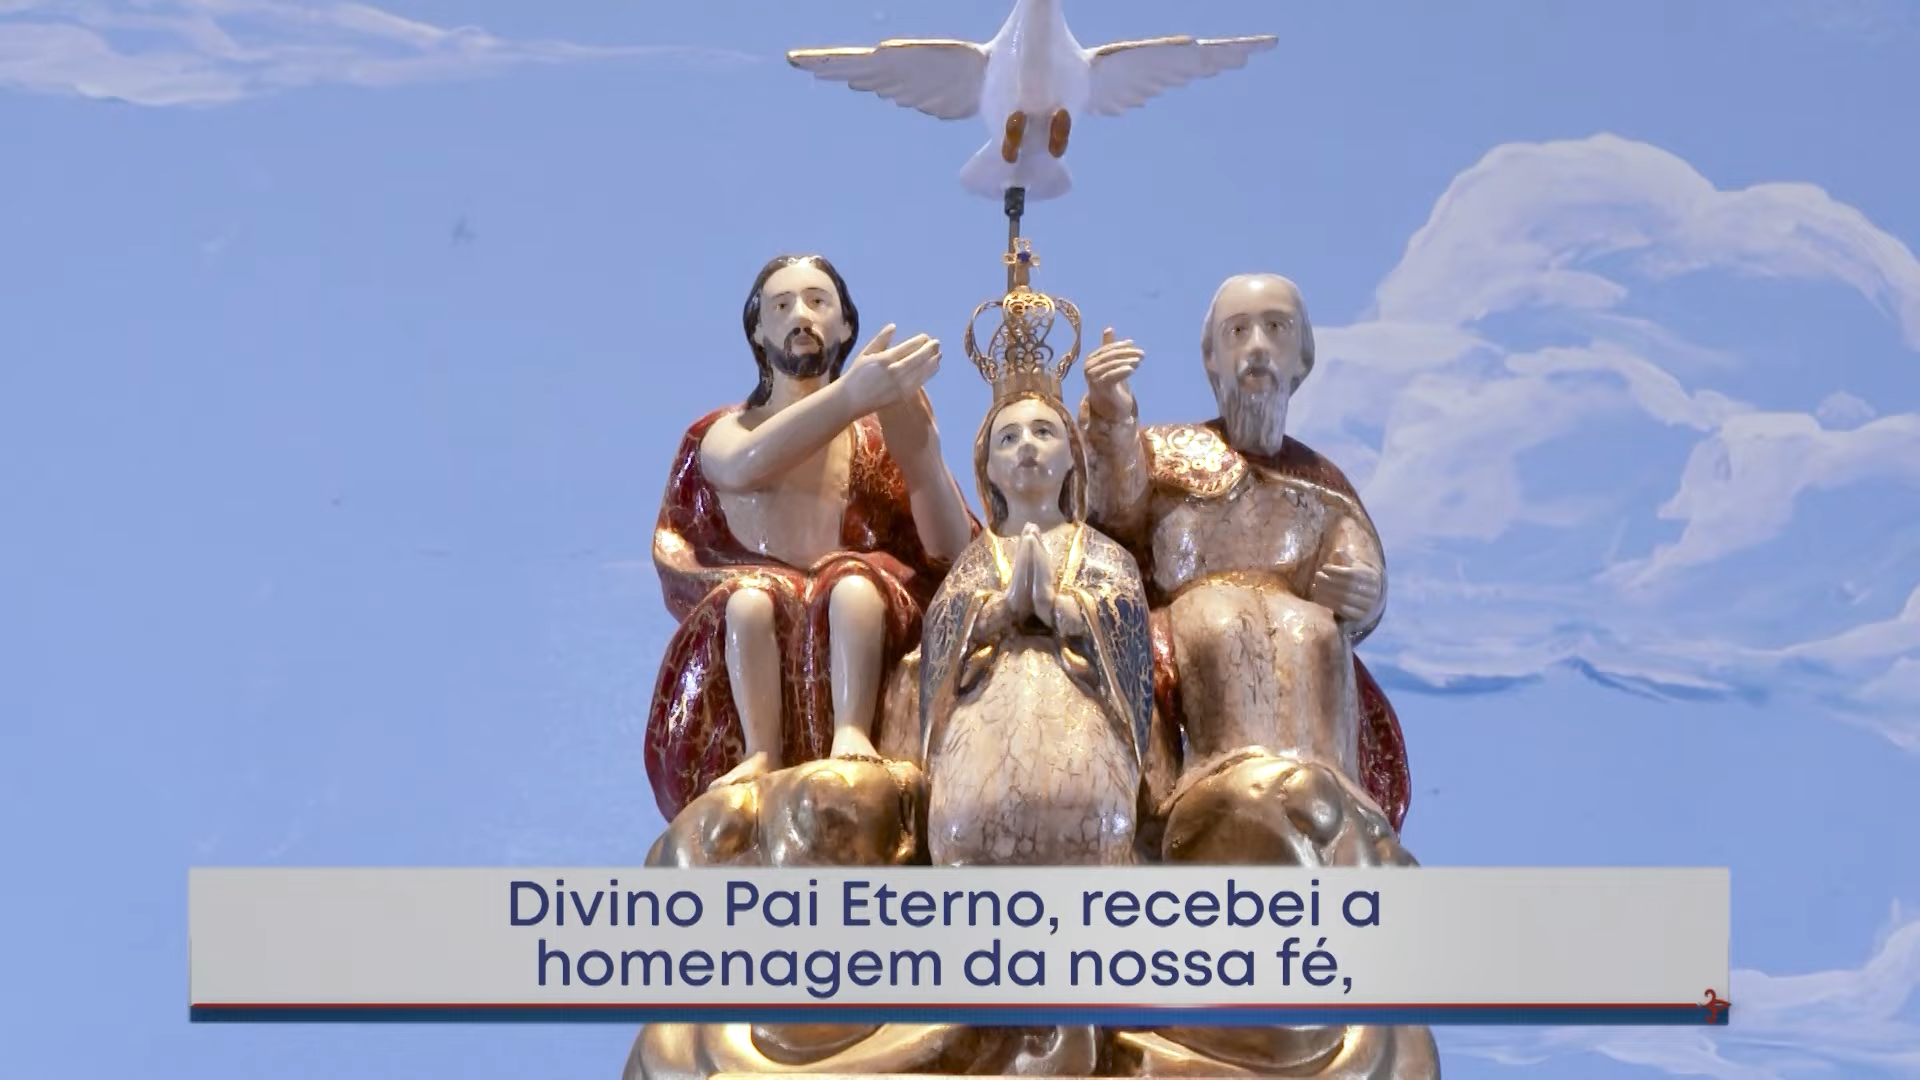 Divino Pai Eterno, recebei a
homenagem da nossa fé,